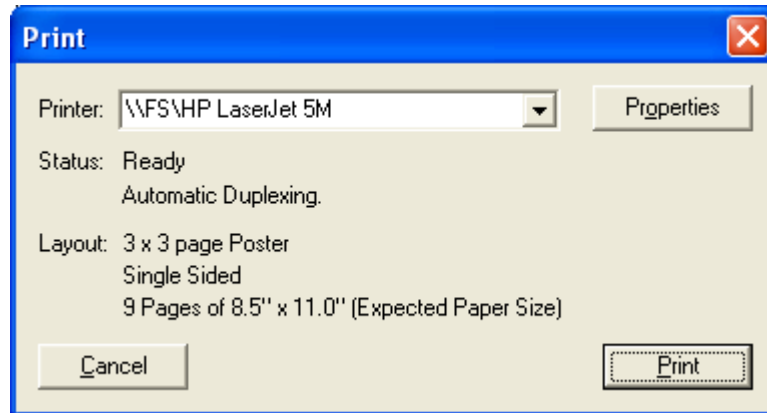 Print
Printer: \\FS\HP LaserJet 5M Properties
Status: Ready
Automatic Duplexing.
Layout: 3 x 3 page Poster
Single Sided
9 Pages of 8.5" x 11.0" (Expected Paper Size)
Cancel Print